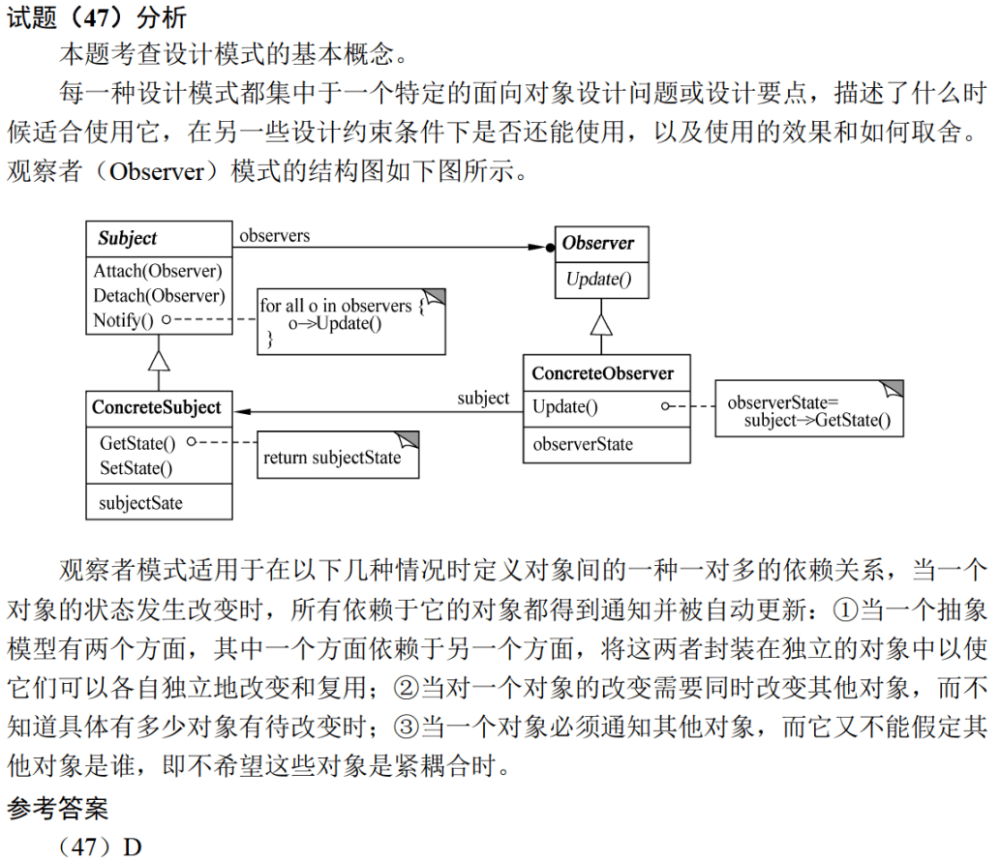 试题（47）分析
本题考查设计模式的基本概念。
每一种设计模式都集中于一个特定的面向对象设计问题或设计要点，描述了什么时
候适合使用它，在另一些设计约束条件下是否还能使用，以及使用的效果和如何取舍。
观察者（Observer）模式的结构图如下图所示。
Subject
Attach(Observer)
Detach(Observer)
Notify()
observers
Observer
Update()
for all o in observers {
o→Update()
}
ConcreteSubject
GetState()
SetState()
subjectSate
return subjectState
subject
ConcreteObserver
Update()
observerState
observerState=
subject→GetState()
观察者模式适用于在以下几种情况时定义对象间的一种一对多的依赖关系，当一个
对象的状态发生改变时，所有依赖于它的对象都得到通知并被自动更新：①当一个抽象
模型有两个方面，其中一个方面依赖于另一个方面，将这两者封装在独立的对象中以使
它们可以各自独立地改变和复用；②当对一个对象的改变需要同时改变其他对象，而不
知道具体有多少对象有待改变时；③当一个对象必须通知其他对象，而它又不能假定其
他对象是谁，即不希望这些对象是紧耦合时。
参考答案
（47）D